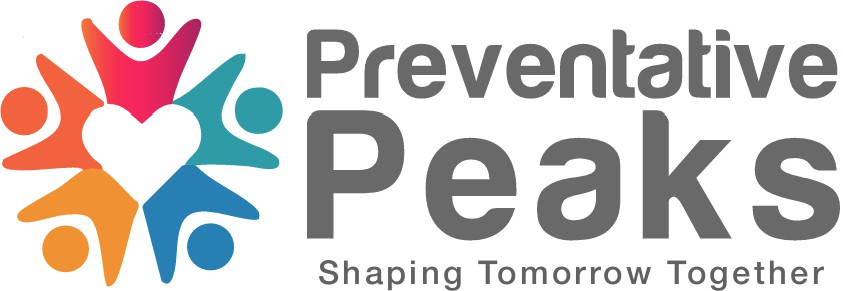 Preventative
Peaks
Shaping Tomorrow Together